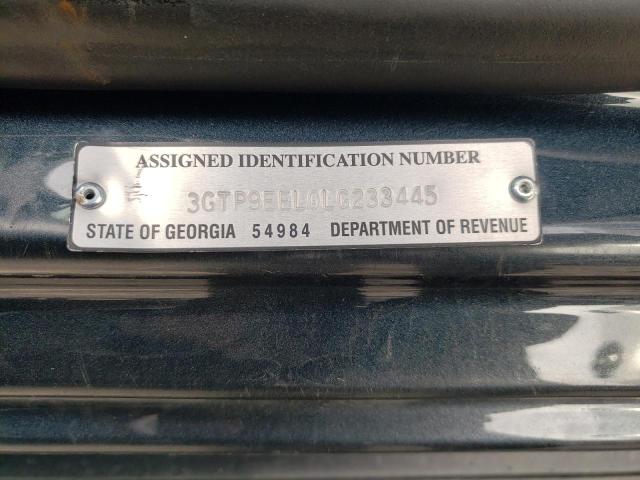 ASSIGNED IDENTIFICATION NUMBER
3GTP9EEL0LG233445
STATE OF GEORGIA 54984 DEPARTMENT OF REVENUE